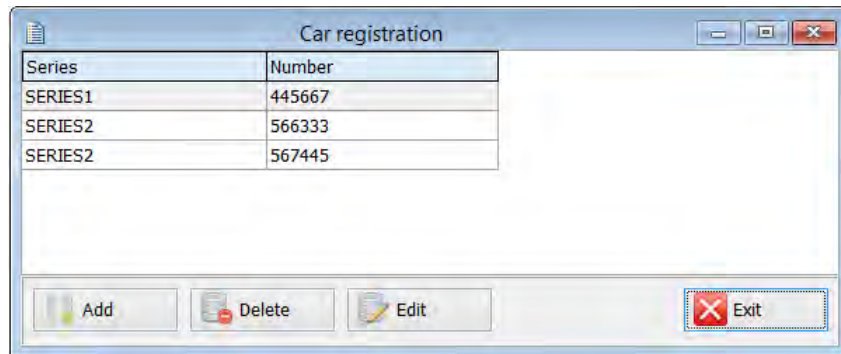 Car registration
Series Number
SERIES1 445667
SERIES2 566333
SERIES2 567445
Add Delete Edit Exit